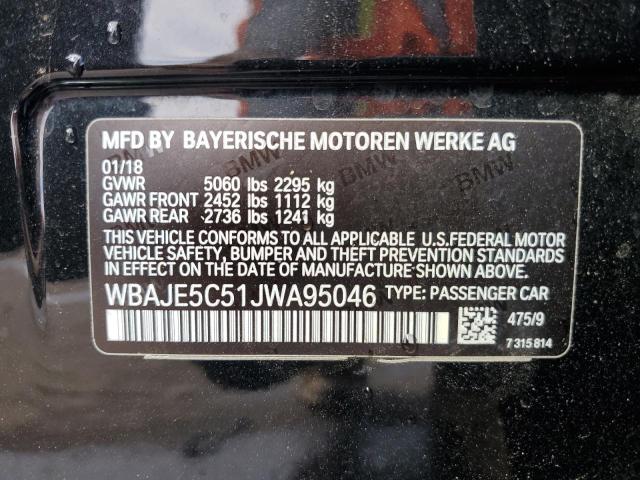 MFD BY BAYERISCHE MOTOREN WERKE AG
01/18
GVWR 5060 lbs 2295 kg
GAWR FRONT 2452 lbs 1112 kg
GAWR REAR 2736 lbs 1241 kg
THIS VEHICLE CONFORMS TO ALL APPLICABLE U.S.FEDERAL MOTOR
VEHICLE SAFETY, BUMPER AND THEFT PREVENTION STANDARDS
IN EFFECT ON THE DATE OF MANUFACTURE SHOWN ABOVE.
WBAJE5C51JWA95046 TYPE: PASSENGER CAR
475/9
7 315 814